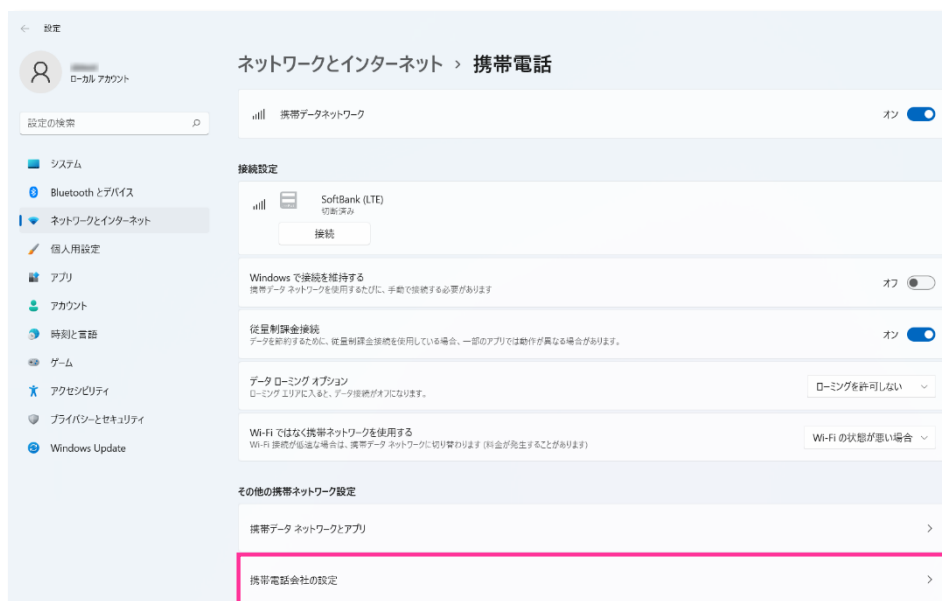 設定
ローカル アカウント
設定の検索
システム
Bluetooth とデバイス
ネットワークとインターネット
個人用設定
アプリ
アカウント
時刻と言語
ゲーム
アクセシビリティ
プライバシーとセキュリティ
Windows Update
ネットワークとインターネット › 携帯電話
携帯データネットワーク
オン
接続設定
SoftBank (LTE)
切断済み
接続
Windows で接続を維持する
携帯データ ネットワークを使用するたびに、手動で接続する必要があります
オフ
従量制課金接続
データを節約するために、従量制課金接続を使用している場合、一部のアプリでは動作が異なる場合があります。
オン
データ ローミング オプション
ローミング エリアに入ると、データ接続がオフになります。
ローミングを許可しない
Wi-Fi ではなく携帯ネットワークを使用する
Wi-Fi 接続が低速な場合は、携帯データ ネットワークに切り替わります (料金が発生することがあります)
Wi-Fi の状態が悪い場合
その他の携帯ネットワーク設定
携帯データ ネットワークとアプリ
携帯電話会社の設定